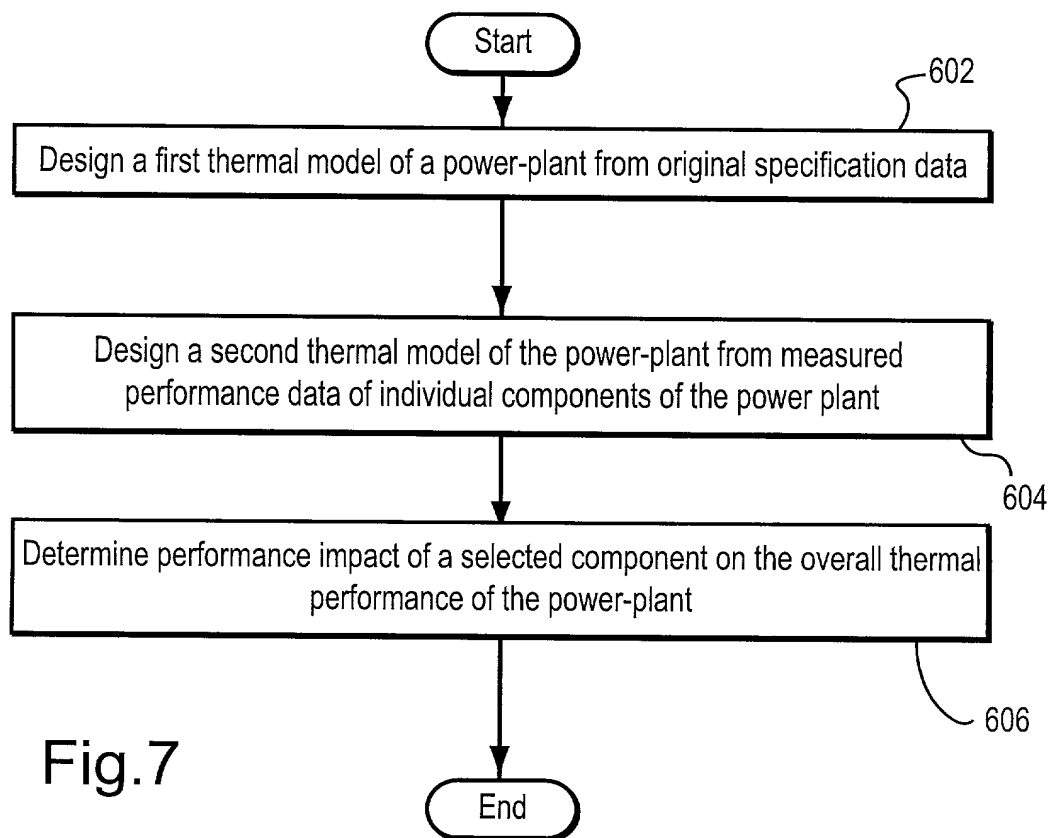 Start
602
Design a first thermal model of a power-plant from original specification data
Design a second thermal model of the power-plant from measured
performance data of individual components of the power plant
604
Determine performance impact of a selected component on the overall thermal
performance of the power-plant
606
Fig.7
End